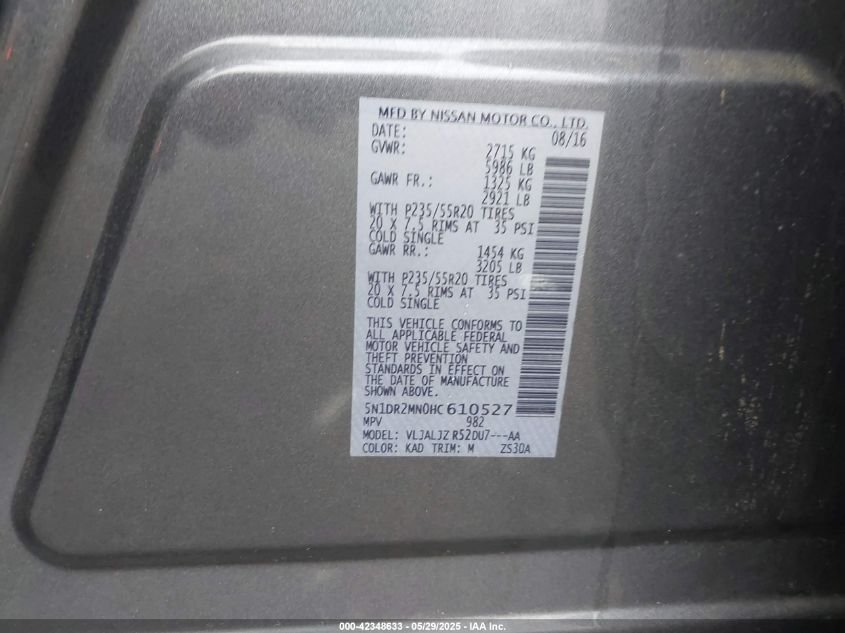 MFD BY NISSAN MOTOR CO., LTD.
DATE: 08/16
GVWR: 2715 KG
5986 LB
GAWR FR.: 1325 KG
2921 LB
WITH P235/55R20 TIRES
20 X 7.5 RIMS AT 35 PSI
COLD SINGLE
GAWR RR.: 1454 KG
3205 LB
WITH P235/55R20 TIRES
20 X 7.5 RIMS AT 35 PSI
COLD SINGLE
THIS VEHICLE CONFORMS TO
ALL APPLICABLE FEDERAL
MOTOR VEHICLE SAFETY AND
THEFT PREVENTION
STANDARDS IN EFFECT ON
THE DATE OF MANUFACTURE
SHOWN ABOVE.
5N1DR2MN0HC610527
MPV 982
MODEL: VLJALJZ R52DU7---AA
COLOR: KAD TRIM: M ZS30A
000-42348633 - 05/29/2025 - IAA Inc.